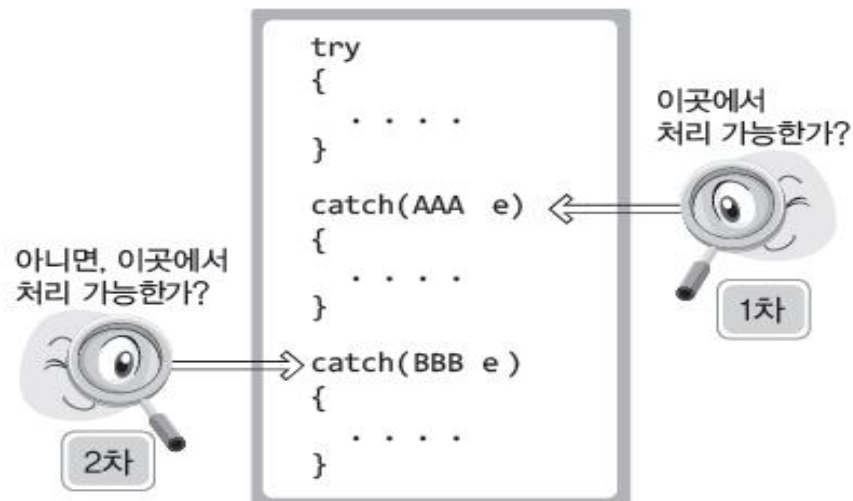 try
{
. . . .
}
이곳에서
처리 가능한가?
catch(AAA e)
{
. . . .
}
1차
아니면, 이곳에서
처리 가능한가?
catch(BBB e)
{
. . . .
}
2차